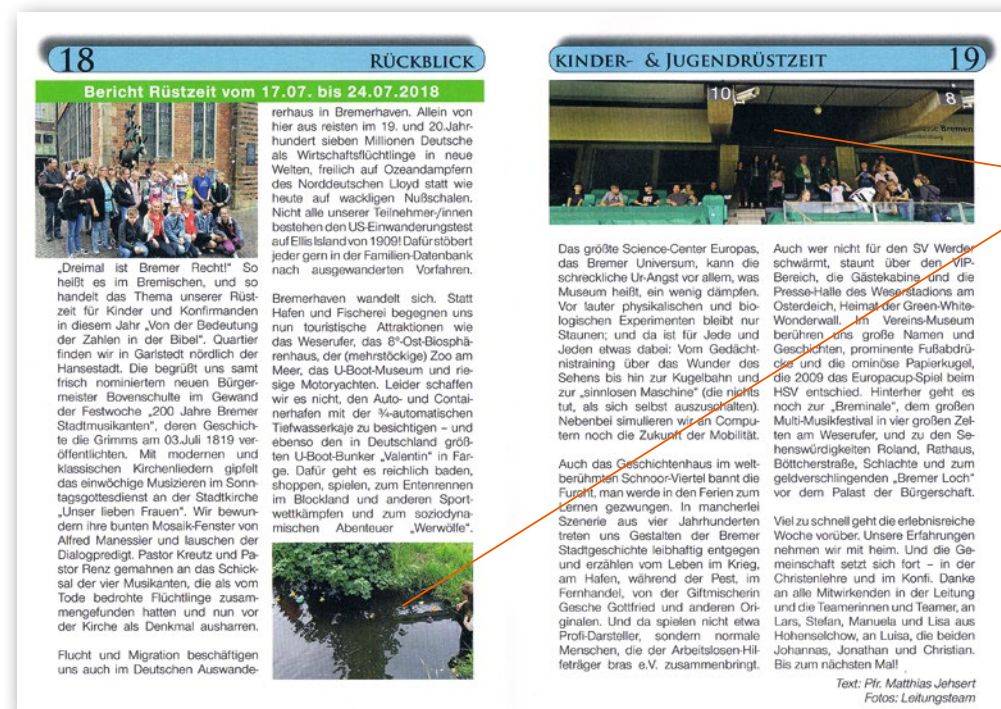 18 RÜCKBLICK
Bericht Rüstzeit vom 17.07. bis 24.07.2018
„Dreimal ist Bremer Recht!" So
heißt es im Bremischen, und so
handelt das Thema unserer Rüst-
zeit für Kinder und Konfirmanden
in diesem Jahr „Von der Bedeutung
der Zahlen in der Bibel". Quartier
finden wir in Garlstedt nördlich der
Hansestadt. Die begrüßt uns samt
frisch nominiertem neuen Bürger-
meister Bovenschulte im Gewand
der Festwoche „200 Jahre Bremer
Stadtmusikanten", deren Geschich-
te die Grimms am 03.Juli 1819 ver-
öffentlichten. Mit modernen und
klassischen Kirchenliedern gipfelt
das einwöchige Musizieren im Sonn-
tagsgottesdienst an der Stadtkirche
„Unser lieben Frauen". Wir bewun-
dern ihre bunten Mosaik-Fenster von
Alfred Manessier und lauschen der
Dialogpredigt. Pastor Kreutz und Pa-
stor Renz gemahnen an das Schick-
sal der vier Musikanten, die als vom
Tode bedrohte Flüchtlinge zusam-
mengefunden hatten und nun vor
der Kirche als Denkmal ausharren.
Flucht und Migration beschäftigen
uns auch im Deutschen Auswande-
rerhaus in Bremerhaven. Allein von
hier aus reisten im 19. und 20.Jahr-
hundert sieben Millionen Deutsche
als Wirtschaftsflüchtlinge in neue
Welten, freilich auf Ozeandampfern
des Norddeutschen Lloyd statt wie
heute auf wackligen Nußschalen.
Nicht alle unserer Teilnehmer-/innen
bestehen den US-Einwanderungstest
auf Ellis Island von 1909! Dafür stöbert
jeder gern in der Familien-Datenbank
nach ausgewanderten Vorfahren.
Bremerhaven wandelt sich. Statt
Hafen und Fischerei begegnen uns
nun touristische Attraktionen wie
das Weserufer, das 8°-Ost-Biosphä-
renhaus, der (mehrstöckige) Zoo am
Meer, das U-Boot-Museum und rie-
sige Motoryachten. Leider schaffen
wir es nicht, den Auto- und Contai-
nerhafen mit der ¾-automatischen
Tiefwasserkaje zu besichtigen – und
ebenso den in Deutschland größ-
ten U-Boot-Bunker „Valentin" in Far-
ge. Dafür geht es reichlich baden,
shoppen, spielen, zum Entenrennen
im Blockland und anderen Sport-
wettkämpfen und zum soziodyna-
mischen Abenteuer „Werwölfe".
KINDER- & JUGENDRÜSTZEIT 19
10
8
Bremen
Das größte Science-Center Europas,
das Bremer Universum, kann die
schreckliche Ur-Angst vor allem, was
Museum heißt, ein wenig dämpfen.
Vor lauter physikalischen und bio-
logischen Experimenten bleibt nur
Staunen; und da ist für Jede und
Jeden etwas dabei: Vom Gedächt-
nistraining über das Wunder des
Sehens bis hin zur Kugelbahn und
zur „sinnlosen Maschine" (die nichts
tut, als sich selbst auszuschalten).
Nebenbei simulieren wir an Compu-
tern noch die Zukunft der Mobilität.
Auch das Geschichtenhaus im welt-
berühmten Schnoor-Viertel bannt die
Furcht, man werde in den Ferien zum
Lernen gezwungen. In mancherlei
Szenerie aus vier Jahrhunderten
treten uns Gestalten der Bremer
Stadtgeschichte leibhaftig entgegen
und erzählen vom Leben im Krieg,
am Hafen, während der Pest, im
Fernhandel, von der Giftmischerin
Gesche Gottfried und anderen Ori-
ginalen. Und da spielen nicht etwa
Profi-Darsteller, sondern normale
Menschen, die der Arbeitslosen-Hil-
feträger bras e.V. zusammenbringt.
Auch wer nicht für den SV Werder
schwärmt, staunt über den VIP-
Bereich, die Gästekabine und die
Presse-Halle des Weserstadions am
Osterdeich, Heimat der Green-White-
Wonderwall. Im Vereins-Museum
berühren uns große Namen und
Geschichten, prominente Fußabdrü-
cke und die ominöse Papierkugel,
die 2009 das Europacup-Spiel beim
HSV entschied. Hinterher geht es
noch zur „Breminale", dem großen
Multi-Musikfestival in vier großen Zel-
ten am Weserufer, und zu den Se-
henswürdigkeiten Roland, Rathaus,
Böttcherstraße, Schlachte und zum
geldverschlingenden „Bremer Loch"
vor dem Palast der Bürgerschaft.
Viel zu schnell geht die erlebnisreiche
Woche vorüber. Unsere Erfahrungen
nehmen wir mit heim. Und die Ge-
meinschaft setzt sich fort – in der
Christenlehre und im Konfi. Danke
an alle Mitwirkenden in der Leitung
und die Teamerinnen und Teamer, an
Lars, Stefan, Manuela und Lisa aus
Hohenselchow, an Luisa, die beiden
Johannas, Jonathan und Christian.
Bis zum nächsten Mal!
Text: Pfr. Matthias Jehsert
Fotos: Leitungsteam